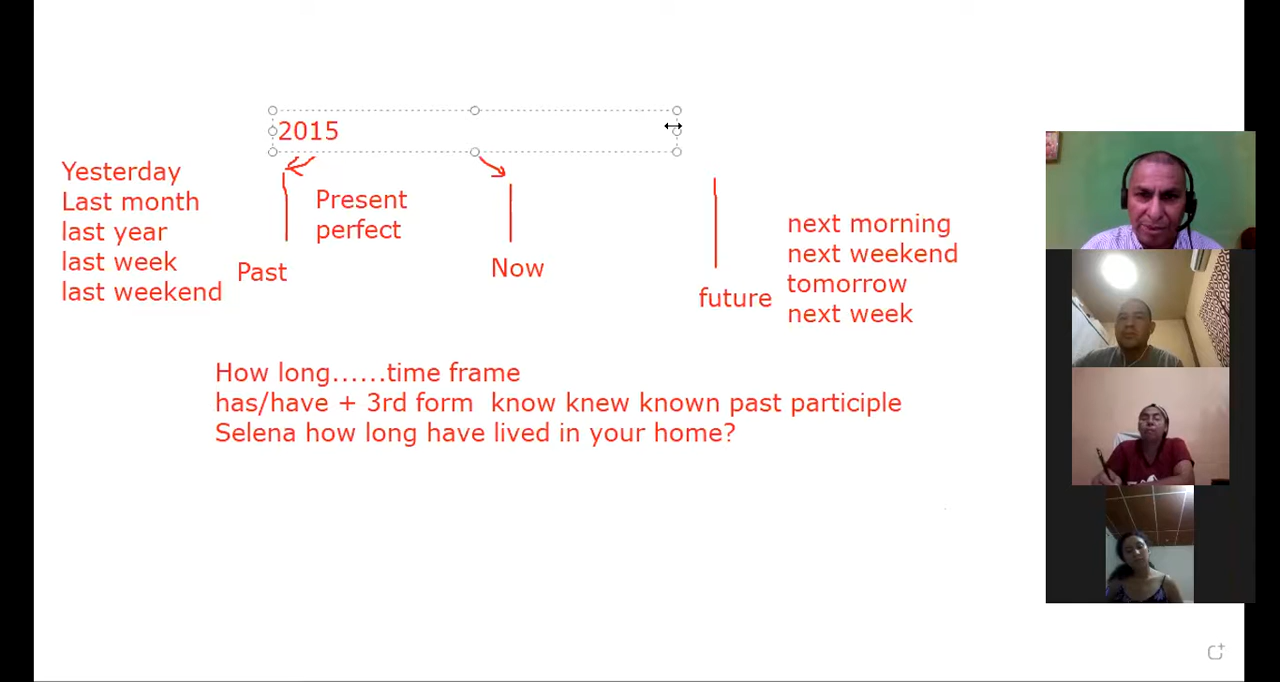 2015
Yesterday
Last month
last year
last week
last weekend
Past
Present
perfect
Now
future
next morning
next weekend
tomorrow
next week
How long......time frame
has/have + 3rd form know knew known past participle
Selena how long have lived in your home?